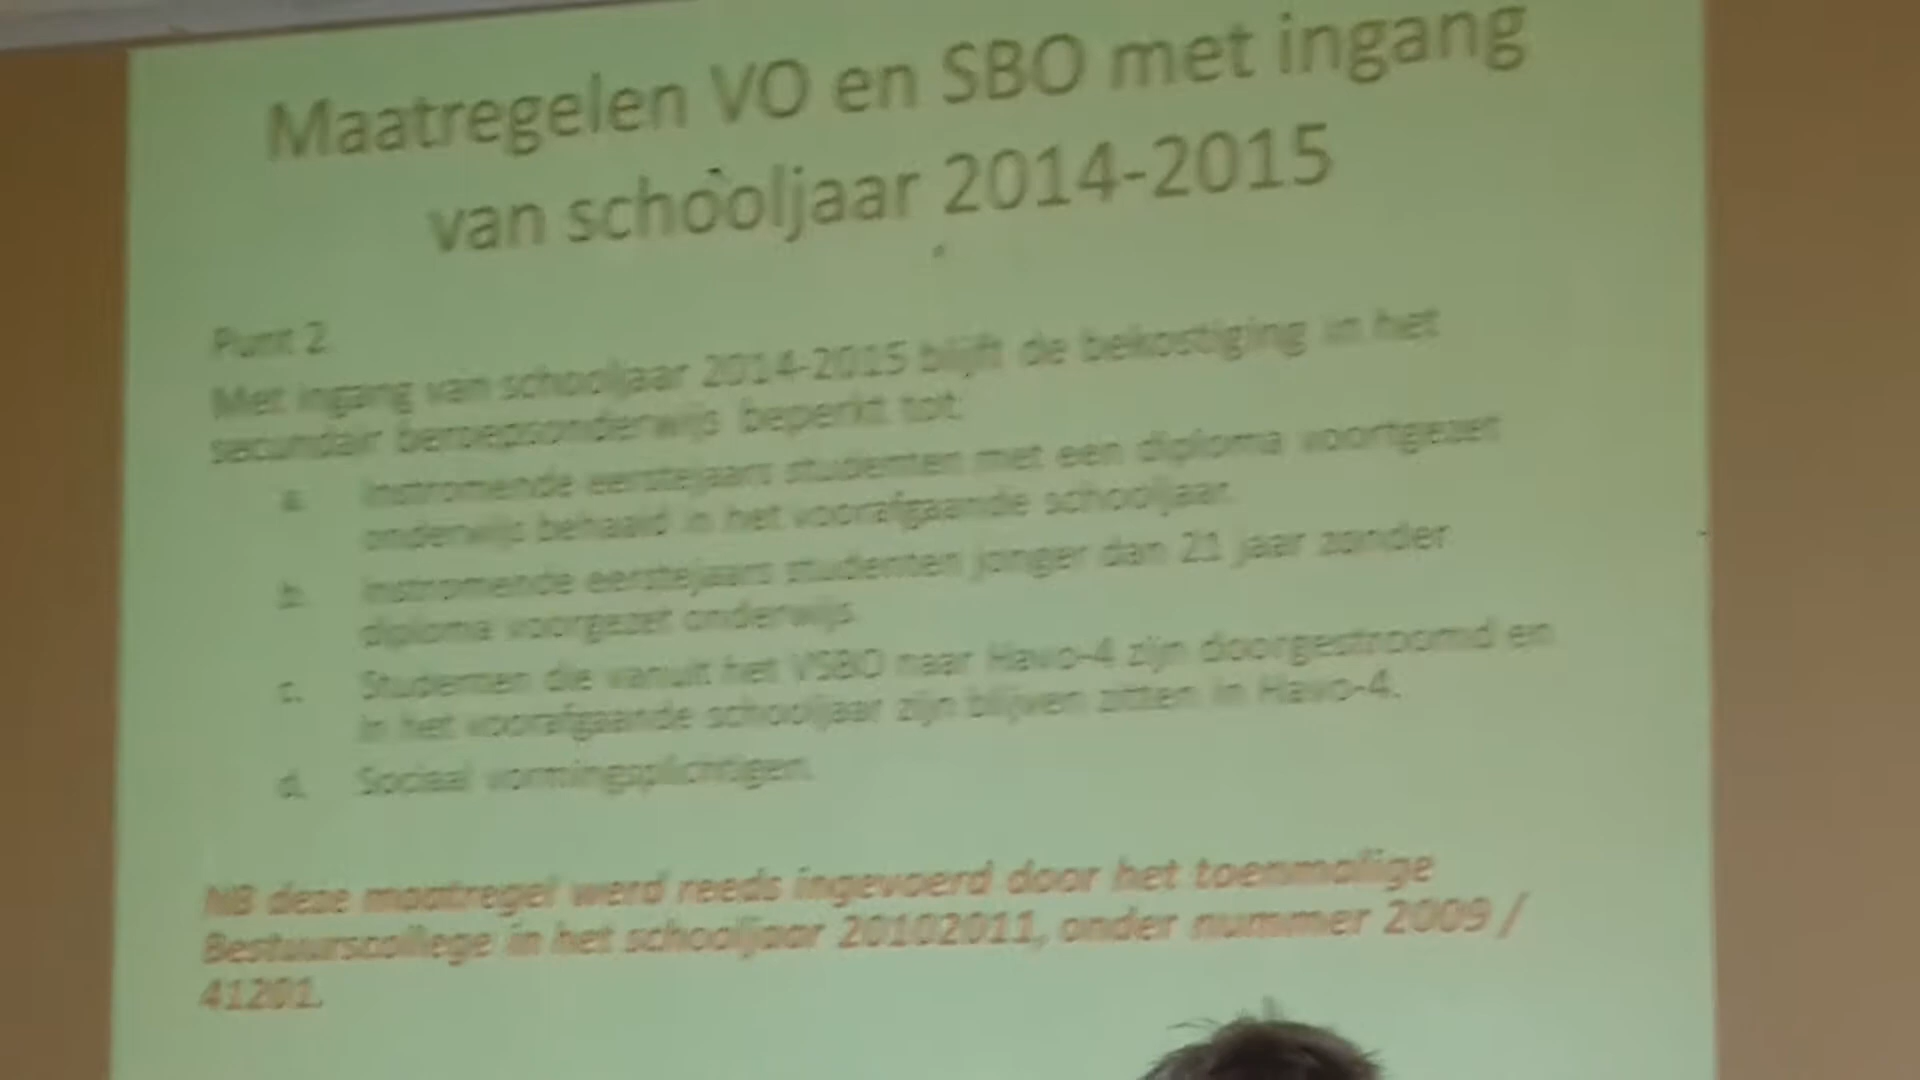 Maatregelen VO en SBO met ingang
van schooljaar 2014-2015
Punt 2
Met ingang van schooljaar 2014-2015 blijft de bekostiging in het
secundair beroepsonderwijs beperkt tot:
a. Instromende eerstejaars studenten met een diploma voortgezet
onderwijs behaald in het voorafgaande schooljaar.
b. Instromende eerstejaars studenten jonger dan 21 jaar zonder
diploma voorgezet onderwijs.
c. Studenten die vanuit het VSBO naar Havo-4 zijn doorgestroomd en
in het voorafgaande schooljaar zijn blijven zitten in Havo-4.
d. Sociaal vormingsplichtigen.
NB deze maatregel werd reeds ingevoerd door het toenmalige
Bestuurscollege in het schooljaar 20102011, onder nummer 2009 /
41201.